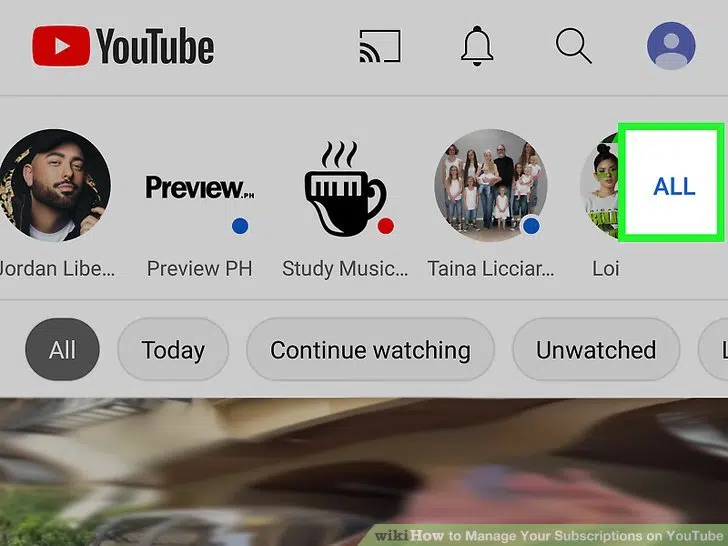 YouTube
Preview.PH
ALL
Jordan Libe...
Preview PH
Study Music...
Taina Licciar...
Loi
All
Today
Continue watching
Unwatched
L
wikiHow to Manage Your Subscriptions on YouTube